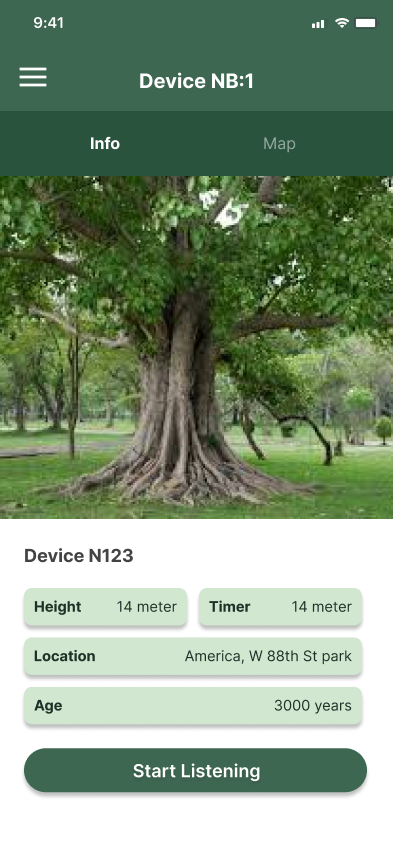 9:41
Device NB:1
Info Map
Device N123
Height 14 meter Timer 14 meter
Location America, W 88th St park
Age 3000 years
Start Listening